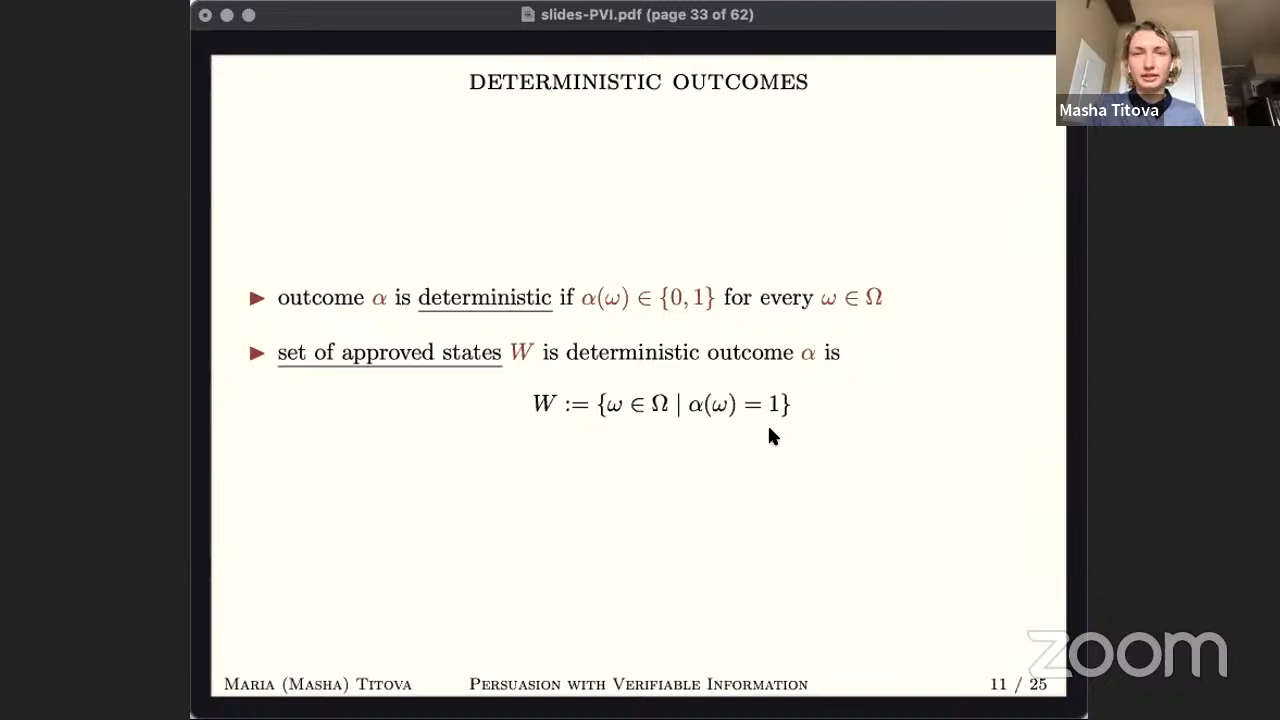 slides-PVI.pdf (page 33 of 62)
Masha Titova
DETERMINISTIC OUTCOMES
▶ outcome α is deterministic if α(ω) ∈ {0, 1} for every ω ∈ Ω
▶ set of approved states W is deterministic outcome α is
W := {ω ∈ Ω | α(ω) = 1}
zoom
MARIA (MASHA) TITOVA PERSUASION WITH VERIFIABLE INFORMATION 11 / 25